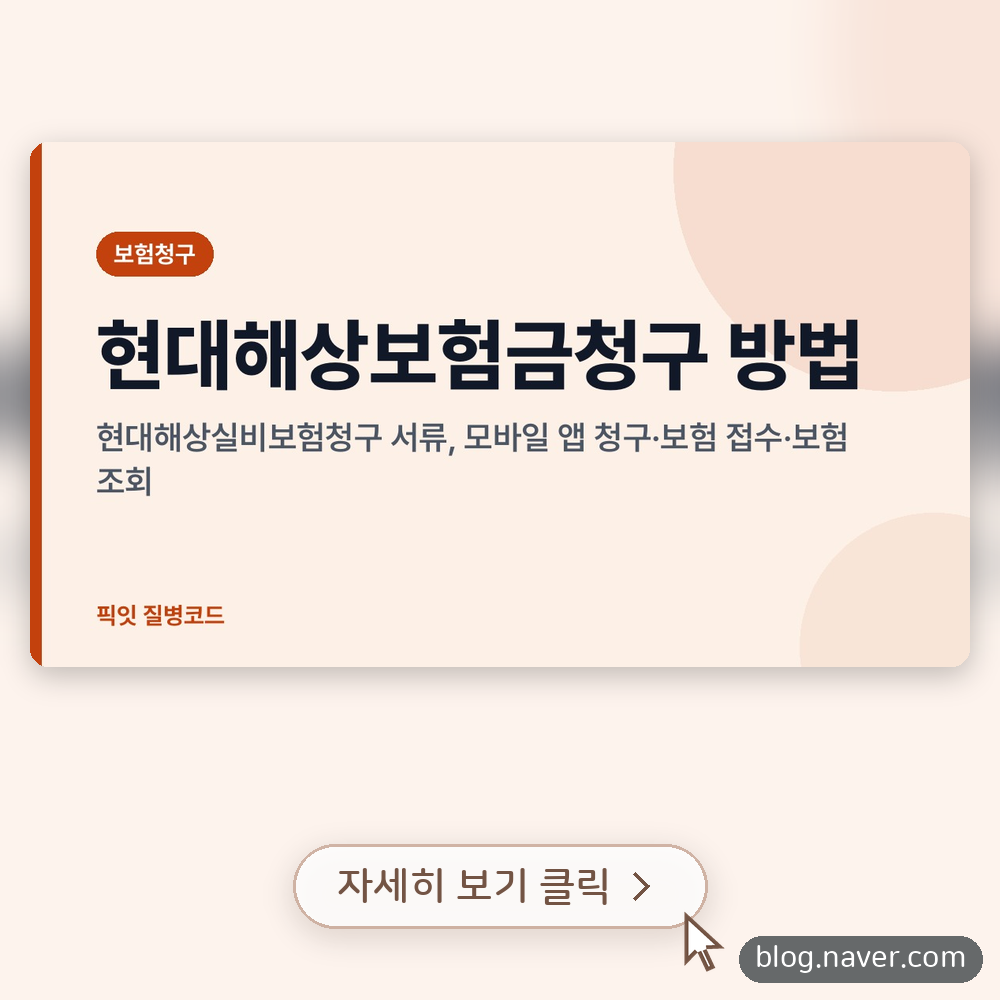 보험청구
현대해상보험금청구 방법
현대해상실비보험청구 서류, 모바일 앱 청구·보험 접수·보험
조회
픽잇 질병코드
자세히 보기 클릭
blog.naver.com